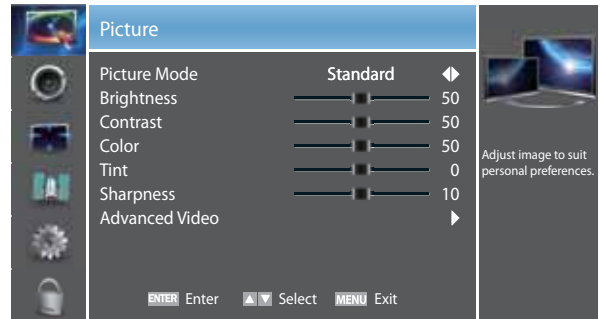 Picture
Picture Mode Standard
Brightness 50
Contrast 50
Color 50
Tint 0
Sharpness 10
Advanced Video
Adjust image to suit
personal preferences.
ENTER Enter Select MENU Exit